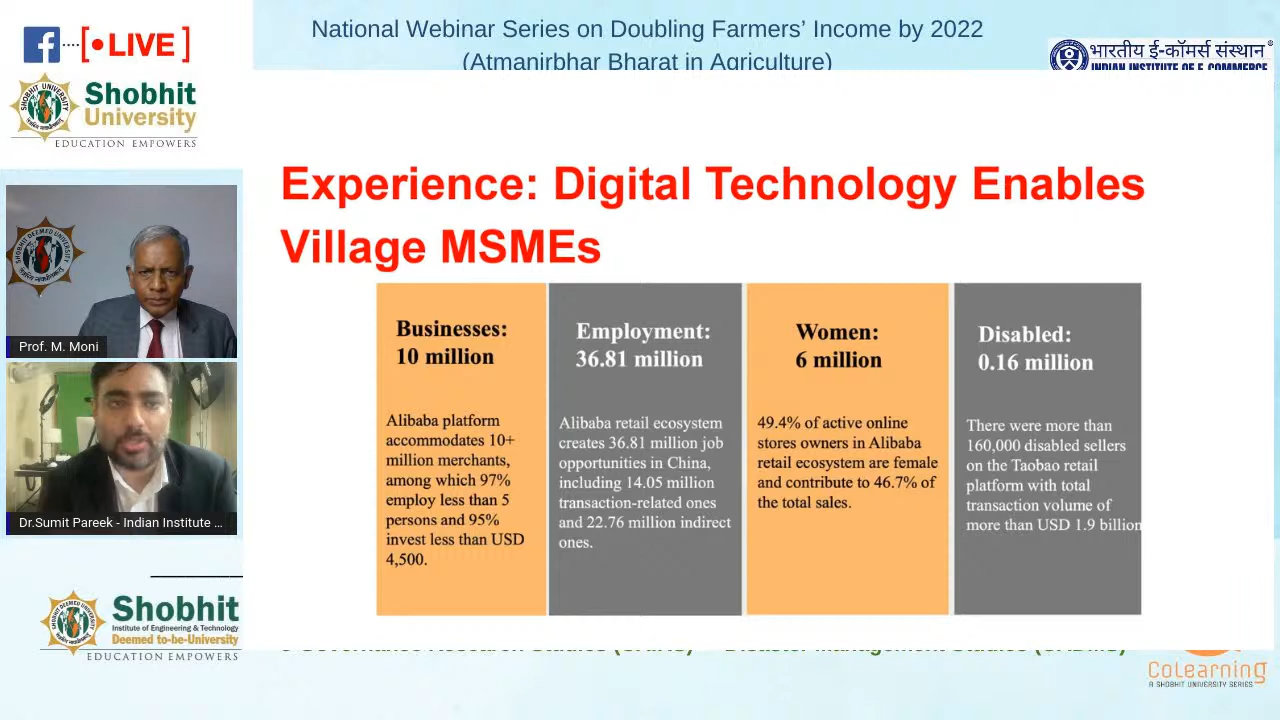 National Webinar Series on Doubling Farmers’ Income by 2022
(Atmanirbhar Bharat in Agriculture)
[•LIVE]
भारतीय ई-कॉमर्स संस्थान
INDIAN INSTITUTE OF E-COMMERCE
Shobhit
University
EDUCATION EMPOWERS
Experience: Digital Technology Enables
Village MSMEs
Prof. M. Moni
Dr.Sumit Pareek - Indian Institute ...
Businesses:
10 million
Alibaba platform
accommodates 10+
million merchants,
among which 97%
employ less than 5
persons and 95%
invest less than USD
4,500.
Employment:
36.81 million
Alibaba retail ecosystem
creates 36.81 million job
opportunities in China,
including 14.05 million
transaction-related ones
and 22.76 million indirect
ones.
Women:
6 million
49.4% of active online
stores owners in Alibaba
retail ecosystem are female
and contribute to 46.7% of
the total sales.
Disabled:
0.16 million
There were more than
160,000 disabled sellers
on the Taobao retail
platform with total
transaction volume of
more than USD 1.9 billion
Shobhit
Institute of Engineering & Technology
Deemed to-be-University
EDUCATION EMPOWERS
CoLearning
A SHOBHIT UNIVERSITY SERIES